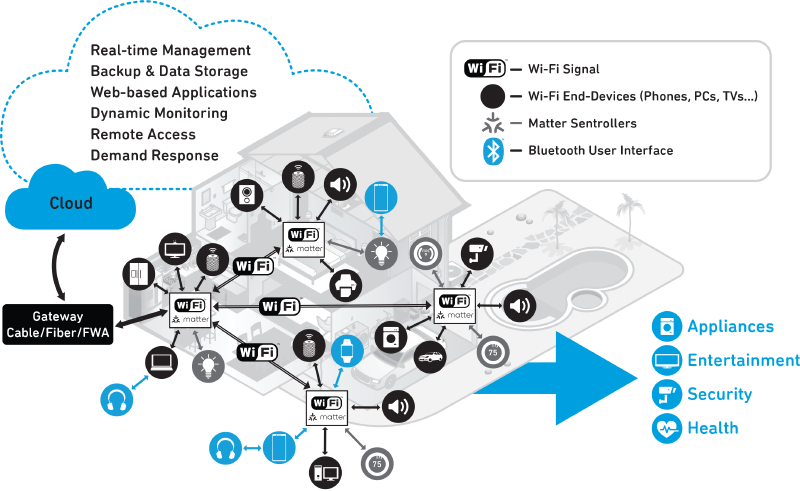 Real-time Management
Backup & Data Storage
Web-based Applications
Dynamic Monitoring
Remote Access
Demand Response
Cloud
Gateway
Cable/Fiber/FWA
WiFi – Wi-Fi Signal
– Wi-Fi End-Devices (Phones, PCs, TVs...)
– Matter Sentrollers
– Bluetooth User Interface
WiFi
matter
WiFi
WiFi
matter
WiFi
WiFi
matter
75
WiFi
WiFi
matter
75
Appliances
Entertainment
Security
Health